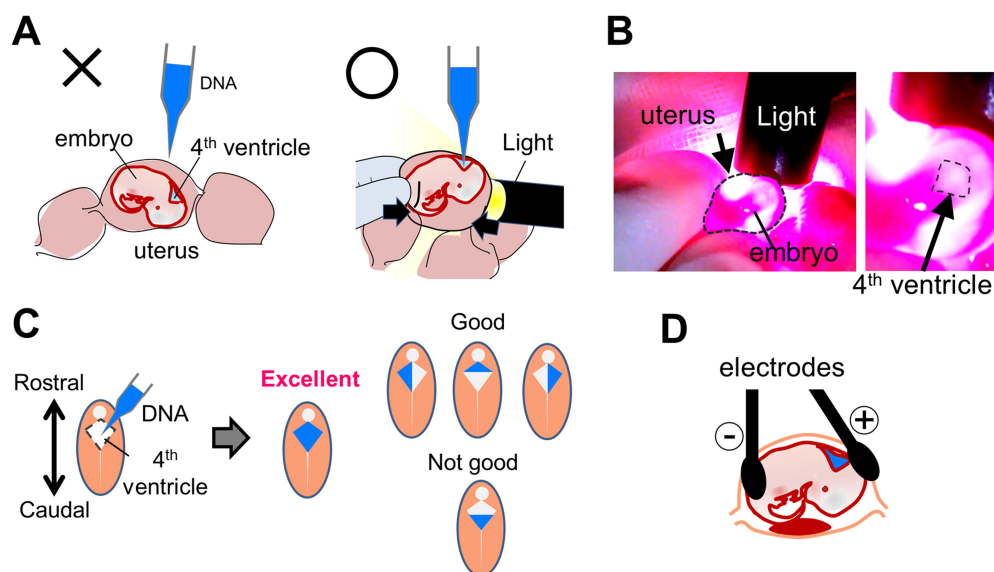 A
DNA
embryo
4th ventricle
uterus
Light
B
uterus
Light
embryo
4th ventricle
C
Rostral
DNA
4th
ventricle
Caudal
Excellent
Good
Not good
D
electrodes
-
+